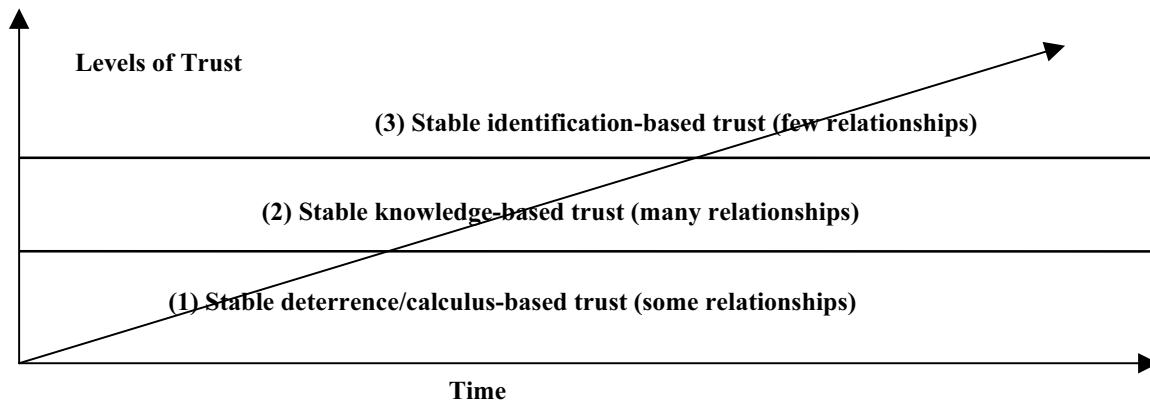 Levels of Trust
(3) Stable identification-based trust (few relationships)
(2) Stable knowledge-based trust (many relationships)
(1) Stable deterrence/calculus-based trust (some relationships)
Time